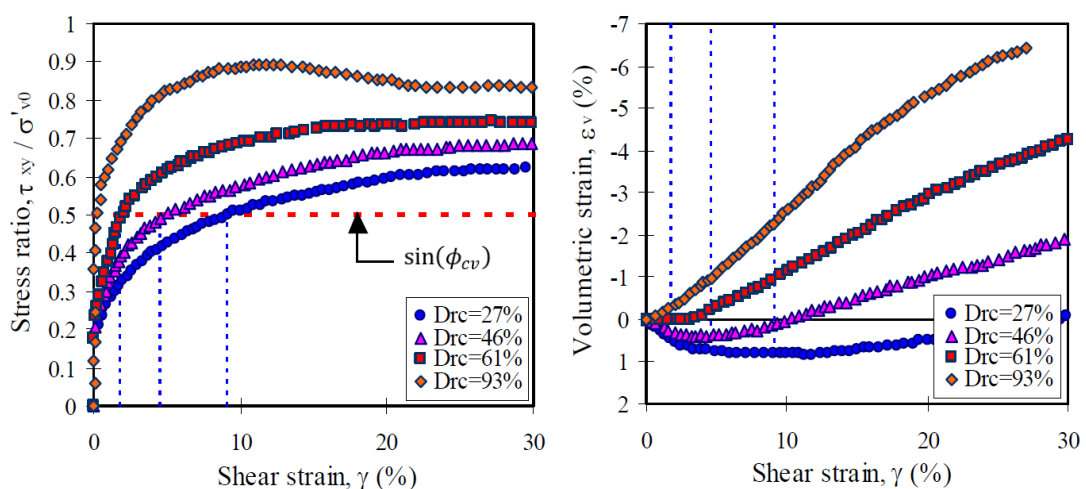 Stress ratio, τ xy / σ'v0
1
0.9
0.8
0.7
0.6
0.5
0.4
0.3
0.2
0.1
0
sin(ϕcv)
Drc=27%
Drc=46%
Drc=61%
Drc=93%
0 10 20 30
Shear strain, γ (%)
Volumetric strain, ε v (%)
-7
-6
-5
-4
-3
-2
-1
0
1
2
Drc=27%
Drc=46%
Drc=61%
Drc=93%
0 10 20 30
Shear strain, γ (%)